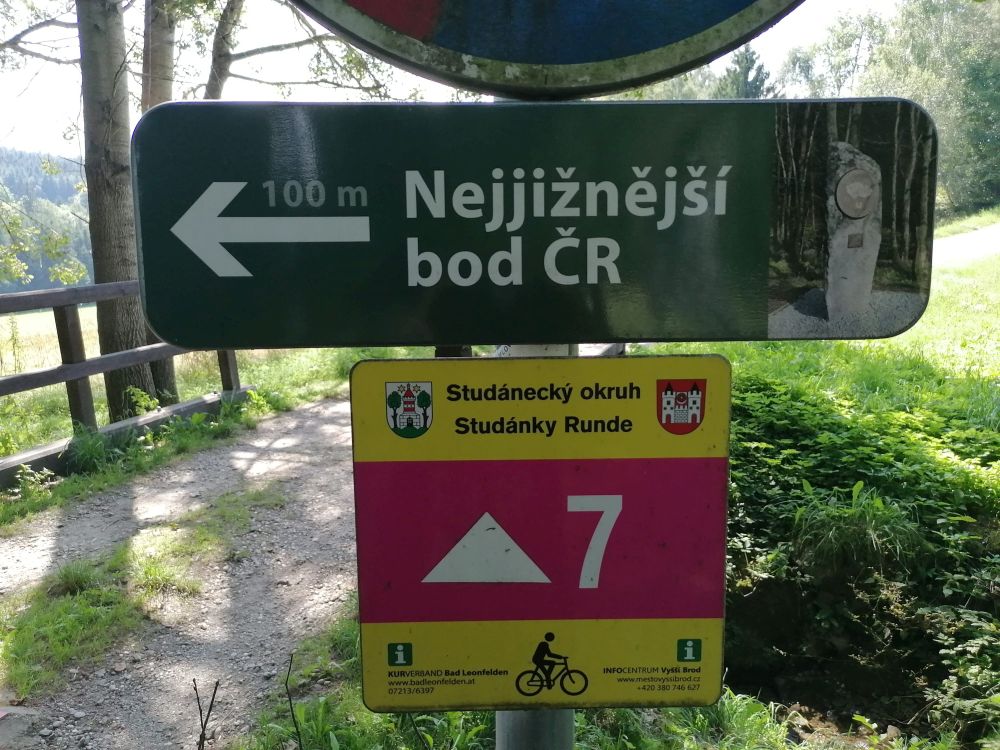 100 m
Nejjižnější
bod ČR
Studánecký okruh
Studánky Runde
7
KURVERBAND Bad Leonfelden
www.badleonfelden.at
07213/6397
INFOCENTRUM Vyšší Brod
www.mestovyssibrod.cz
+420 380 746 627